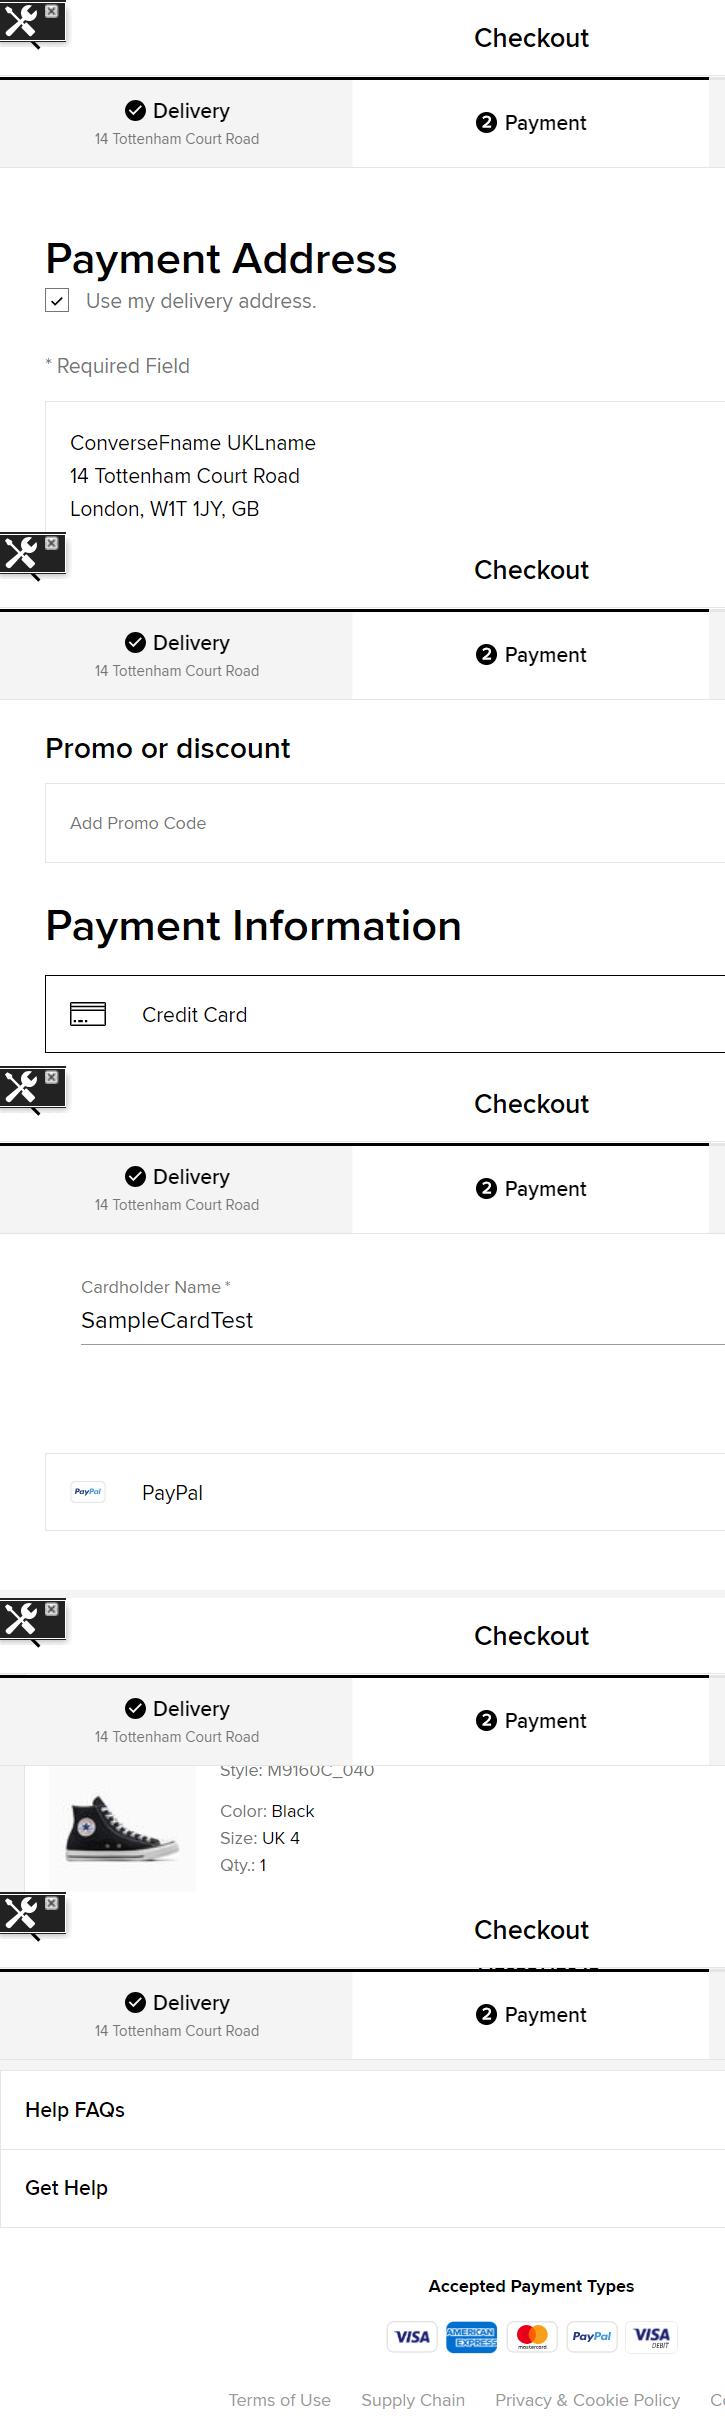 Checkout
Delivery
14 Tottenham Court Road
2 Payment
Payment Address
Use my delivery address.
* Required Field
ConverseFname UKLname
14 Tottenham Court Road
London, W1T 1JY, GB
Checkout
Delivery
14 Tottenham Court Road
2 Payment
Promo or discount
Add Promo Code
Payment Information
Credit Card
Checkout
Delivery
14 Tottenham Court Road
2 Payment
Cardholder Name *
SampleCardTest
PayPal PayPal
Checkout
Delivery
14 Tottenham Court Road
2 Payment
Style: M9160C_040
Color: Black
Size: UK 4
Qty.: 1
Checkout
Delivery
14 Tottenham Court Road
2 Payment
Help FAQs
Get Help
Accepted Payment Types
VISA AMERICAN EXPRESS mastercard PayPal VISA DEBIT
Terms of Use Supply Chain Privacy & Cookie Policy